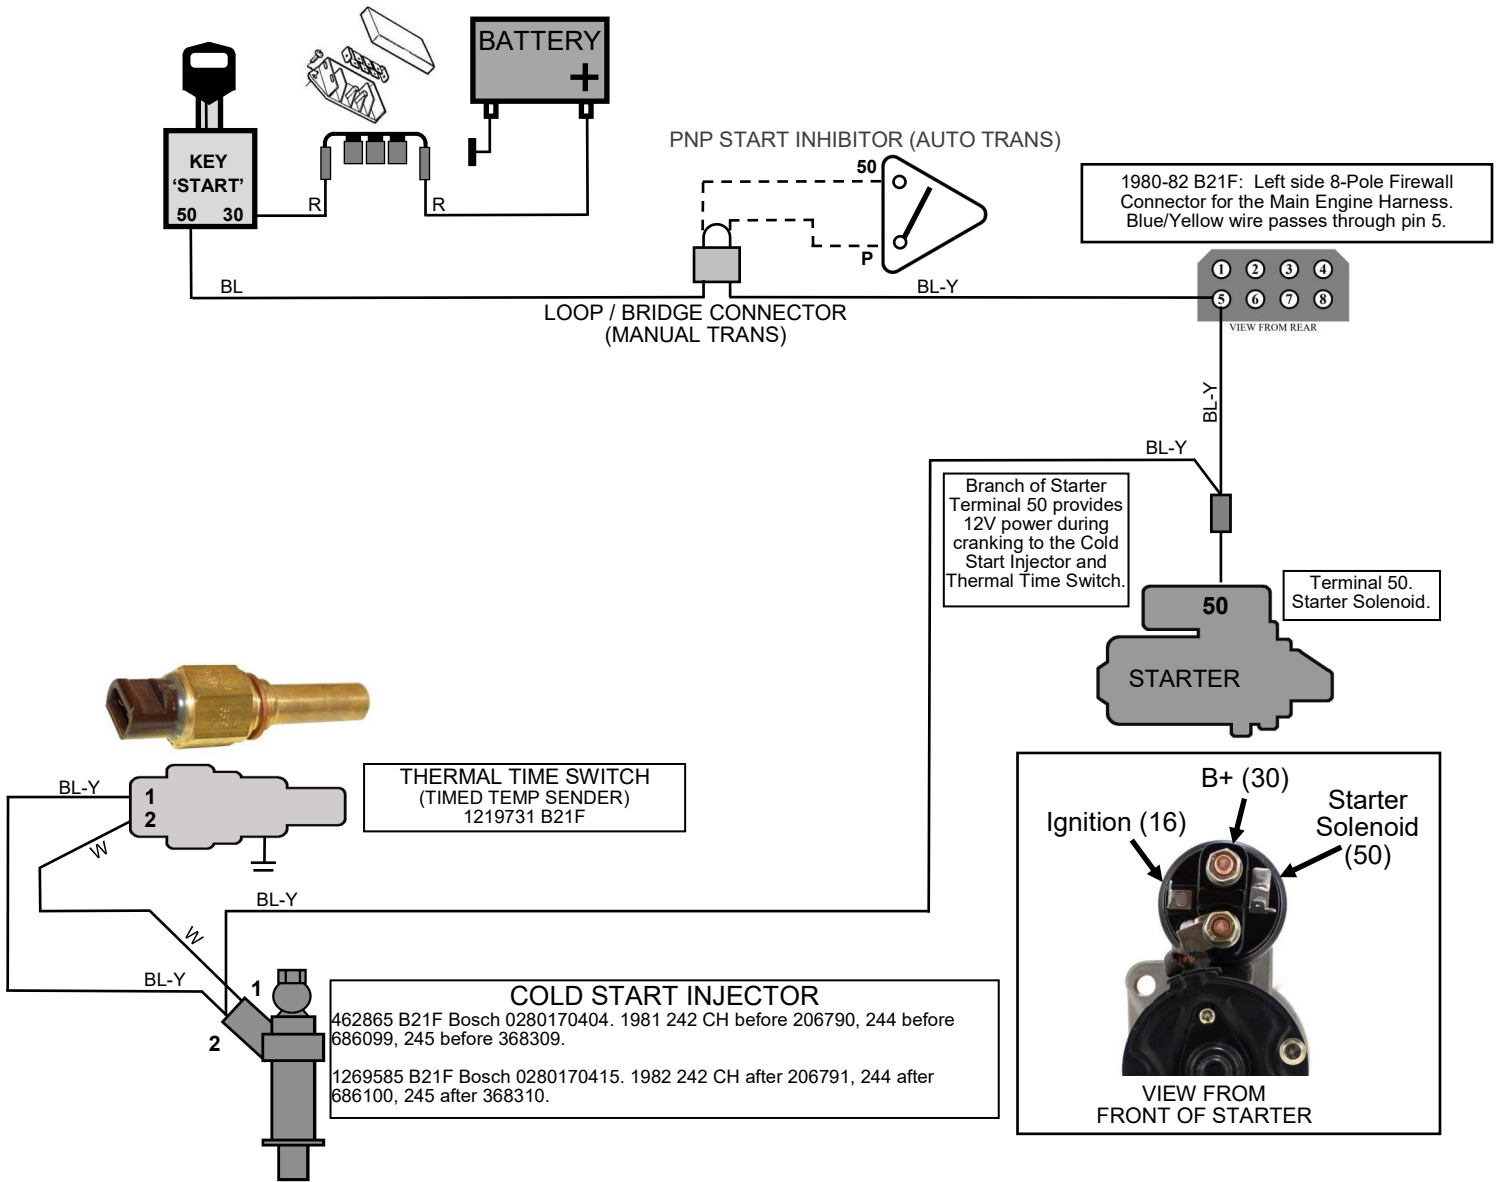 BATTERY
+
KEY
'START'
50 30
R
R
PNP START INHIBITOR (AUTO TRANS)
50
P
BL
BL-Y
LOOP / BRIDGE CONNECTOR
(MANUAL TRANS)
1980-82 B21F: Left side 8-Pole Firewall
Connector for the Main Engine Harness.
Blue/Yellow wire passes through pin 5.
1 2 3 4
5 6 7 8
VIEW FROM REAR
BL-Y
BL-Y
Branch of Starter
Terminal 50 provides
12V power during
cranking to the Cold
Start Injector and
Thermal Time Switch.
Terminal 50.
Starter Solenoid.
50
STARTER
THERMAL TIME SWITCH
(TIMED TEMP SENDER)
1219731 B21F
BL-Y
1
2
W
BL-Y
W
BL-Y
1
2
COLD START INJECTOR
462865 B21F Bosch 0280170404. 1981 242 CH before 206790, 244 before
686099, 245 before 368309.
1269585 B21F Bosch 0280170415. 1982 242 CH after 206791, 244 after
686100, 245 after 368310.
B+ (30)
Ignition (16)
Starter
Solenoid
(50)
VIEW FROM
FRONT OF STARTER